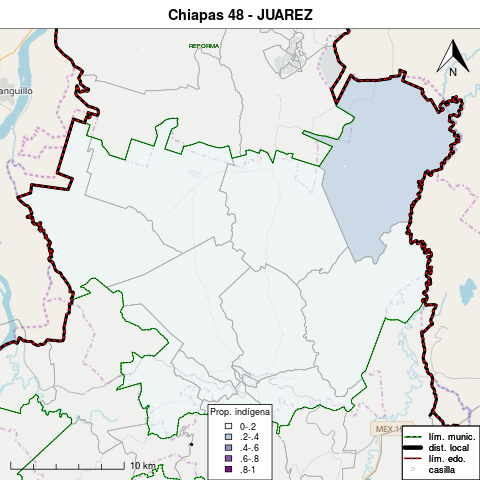 Chiapas 48 - JUAREZ
REFORMA
N
anguillo
MEX 1
Prop. indígena
0-.2
.2-.4
.4-.6
.6-.8
.8-1
10 km
lím. munic.
dist. local
lím. edo.
casilla